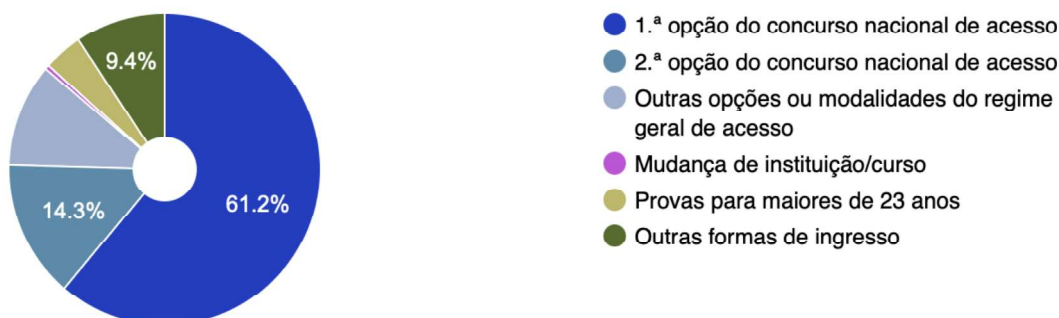 9.4%
14.3%
61.2%
1.ª opção do concurso nacional de acesso
2.ª opção do concurso nacional de acesso
Outras opções ou modalidades do regime
geral de acesso
Mudança de instituição/curso
Provas para maiores de 23 anos
Outras formas de ingresso